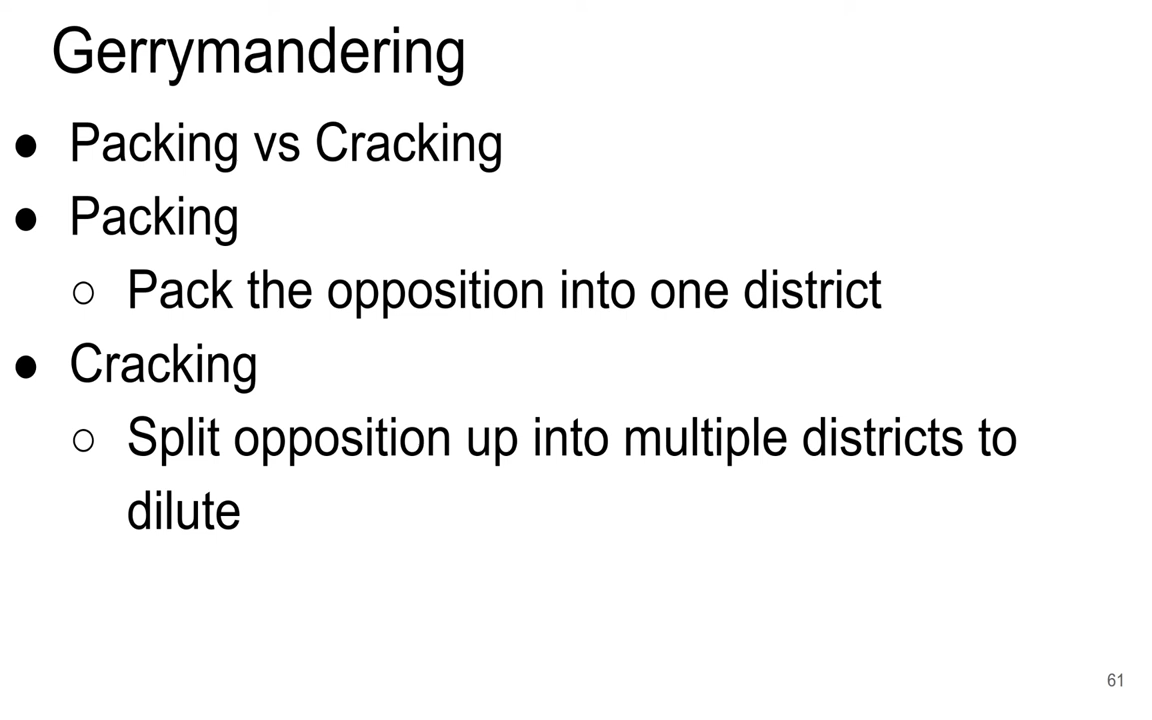 Gerrymandering
● Packing vs Cracking
● Packing
○ Pack the opposition into one district
● Cracking
○ Split opposition up into multiple districts to
dilute
61